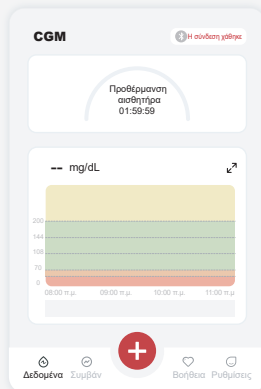 CGM
Η σύνδεση χάθηκε
Προθέρμανση
αισθητήρα
01:59:59
-- mg/dL
200
144
108
70
0
08:00 π.μ. 09:00 π.μ. 10:00 π.μ. 11:00 π.μ.
Δεδομένα Συμβάν Βοήθεια Ρυθμίσεις